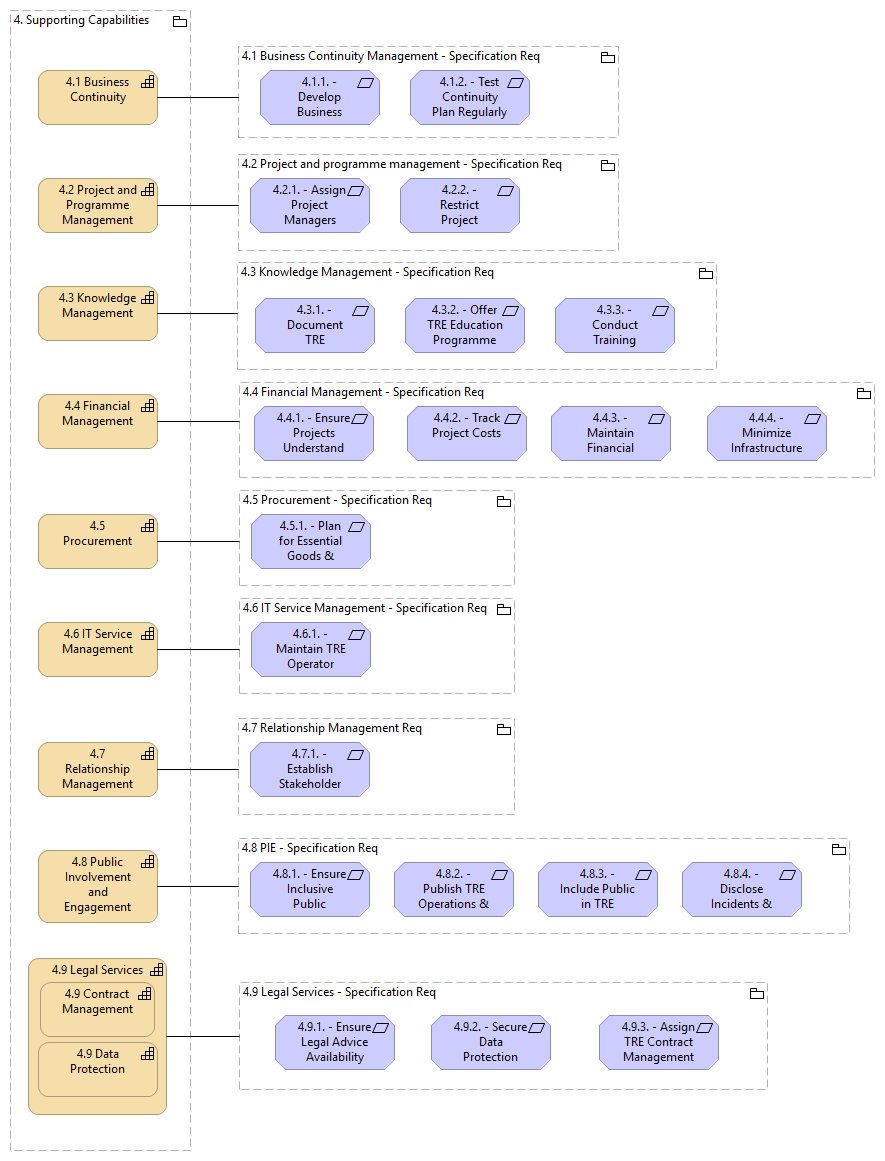 4. Supporting Capabilities
4.1 Business
Continuity
4.1 Business Continuity Management - Specification Req
4.1.1. -
Develop
Business
4.1.2. - Test
Continuity
Plan Regularly
4.2 Project and
Programme
Management
4.2 Project and programme management - Specification Req
4.2.1. - Assign
Project
Managers
4.2.2. -
Restrict
Project
4.3 Knowledge
Management
4.3 Knowledge Management - Specification Req
4.3.1. -
Document
TRE
4.3.2. - Offer
TRE Education
Programme
4.3.3. -
Conduct
Training
4.4 Financial
Management
4.4 Financial Management - Specification Req
4.4.1. - Ensure
Projects
Understand
4.4.2. - Track
Project Costs
4.4.3. -
Maintain
Financial
4.4.4. -
Minimize
Infrastructure
4.5
Procurement
4.5 Procurement - Specification Req
4.5.1. - Plan
for Essential
Goods &
4.6 IT Service
Management
4.6 IT Service Management - Specification Req
4.6.1. -
Maintain TRE
Operator
4.7
Relationship
Management
4.7 Relationship Management Req
4.7.1. -
Establish
Stakeholder
4.8 Public
Involvement
and
Engagement
4.8 PIE - Specification Req
4.8.1. - Ensure
Inclusive
Public
4.8.2. -
Publish TRE
Operations &
4.8.3. -
Include Public
in TRE
4.8.4. -
Disclose
Incidents &
4.9 Legal Services
4.9 Contract
Management
4.9 Data
Protection
4.9 Legal Services - Specification Req
4.9.1. - Ensure
Legal Advice
Availability
4.9.2. - Secure
Data
Protection
4.9.3. - Assign
TRE Contract
Management